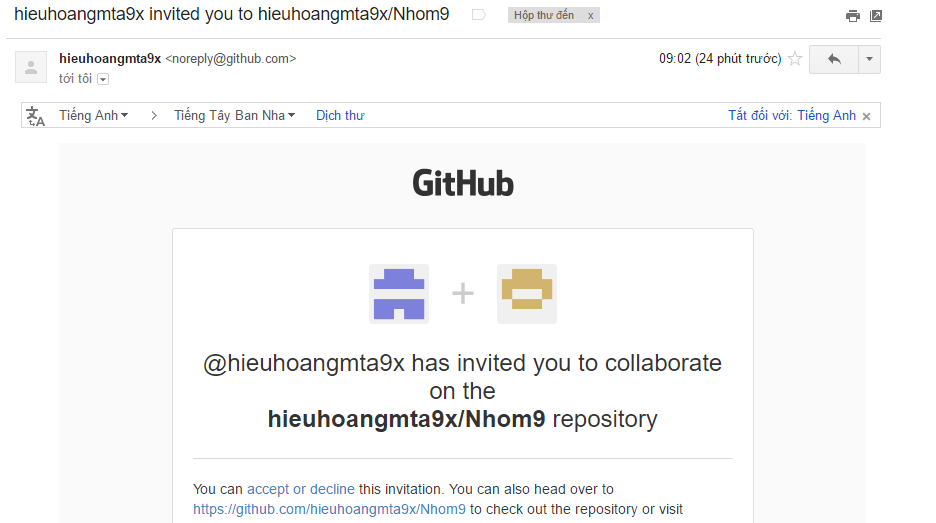 hieuhoangmta9x invited you to hieuhoangmta9x/Nhom9 Hộp thư đến x
hieuhoangmta9x <noreply@github.com> 09:02 (24 phút trước)
tới tôi
Tiếng Anh > Tiếng Tây Ban Nha Dịch thư Tắt đối với: Tiếng Anh x
GitHub
+
@hieuhoangmta9x has invited you to collaborate
on the
hieuhoangmta9x/Nhom9 repository
You can accept or decline this invitation. You can also head over to
https://github.com/hieuhoangmta9x/Nhom9 to check out the repository or visit